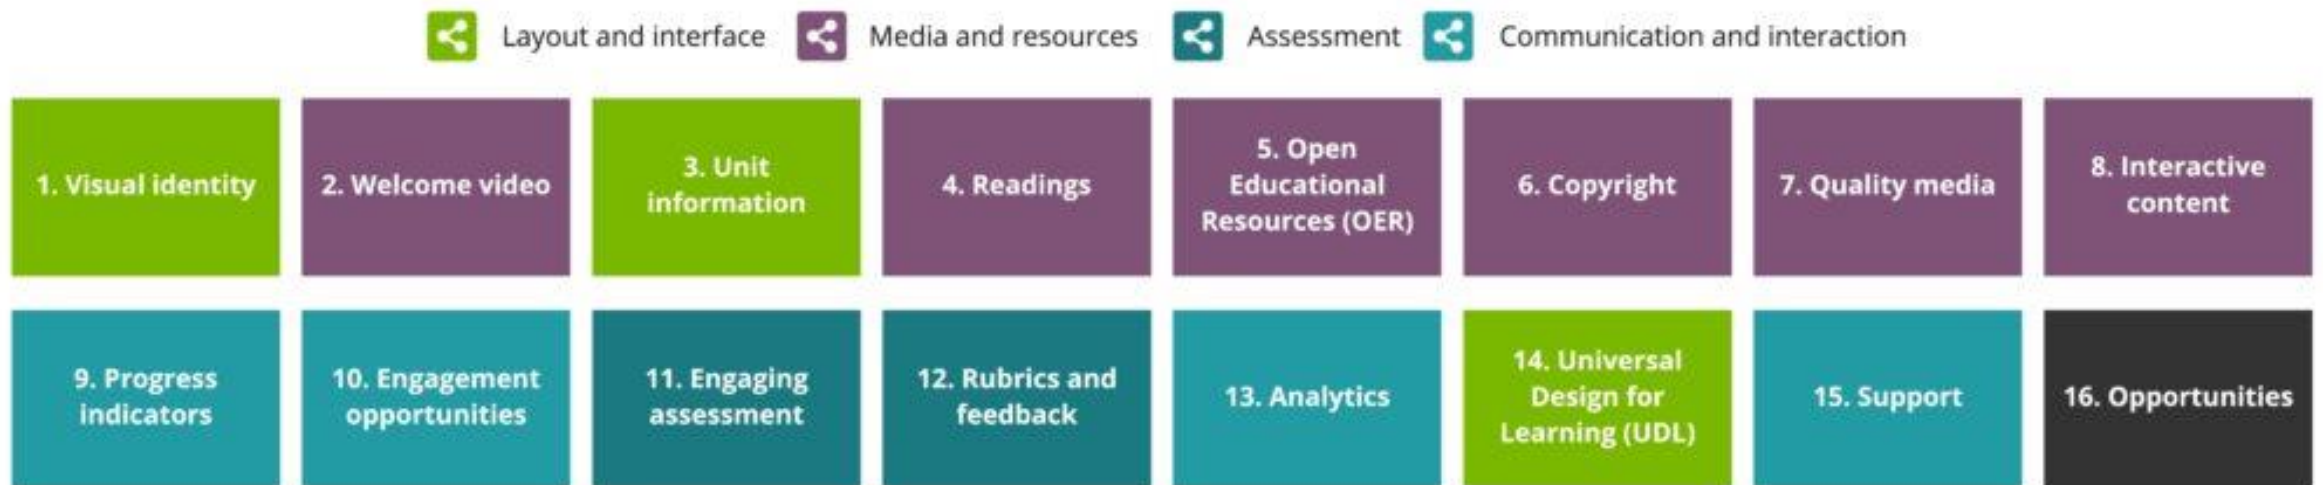 Layout and interface Media and resources Assessment Communication and interaction
1. Visual identity
2. Welcome video
3. Unit
information
4. Readings
5. Open
Educational
Resources (OER)
6. Copyright
7. Quality media
8. Interactive
content
9. Progress
indicators
10. Engagement
opportunities
11. Engaging
assessment
12. Rubrics and
feedback
13. Analytics
14. Universal
Design for
Learning (UDL)
15. Support
16. Opportunities